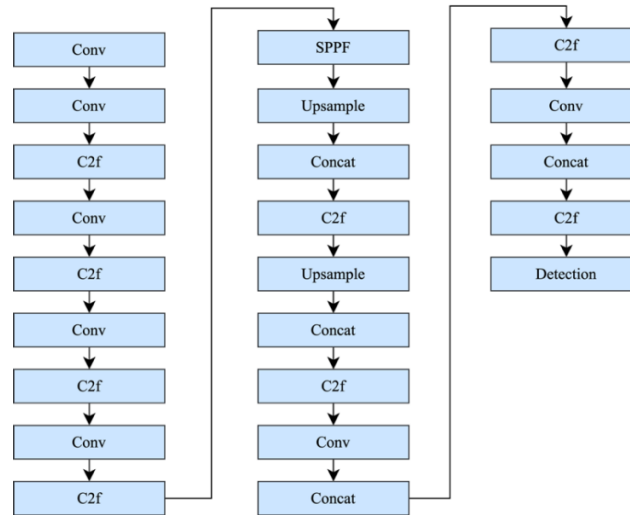 Conv
Conv
C2f
Conv
C2f
Conv
C2f
Conv
C2f
SPPF
Upsample
Concat
C2f
Upsample
Concat
C2f
Conv
Concat
C2f
Conv
Concat
C2f
Detection